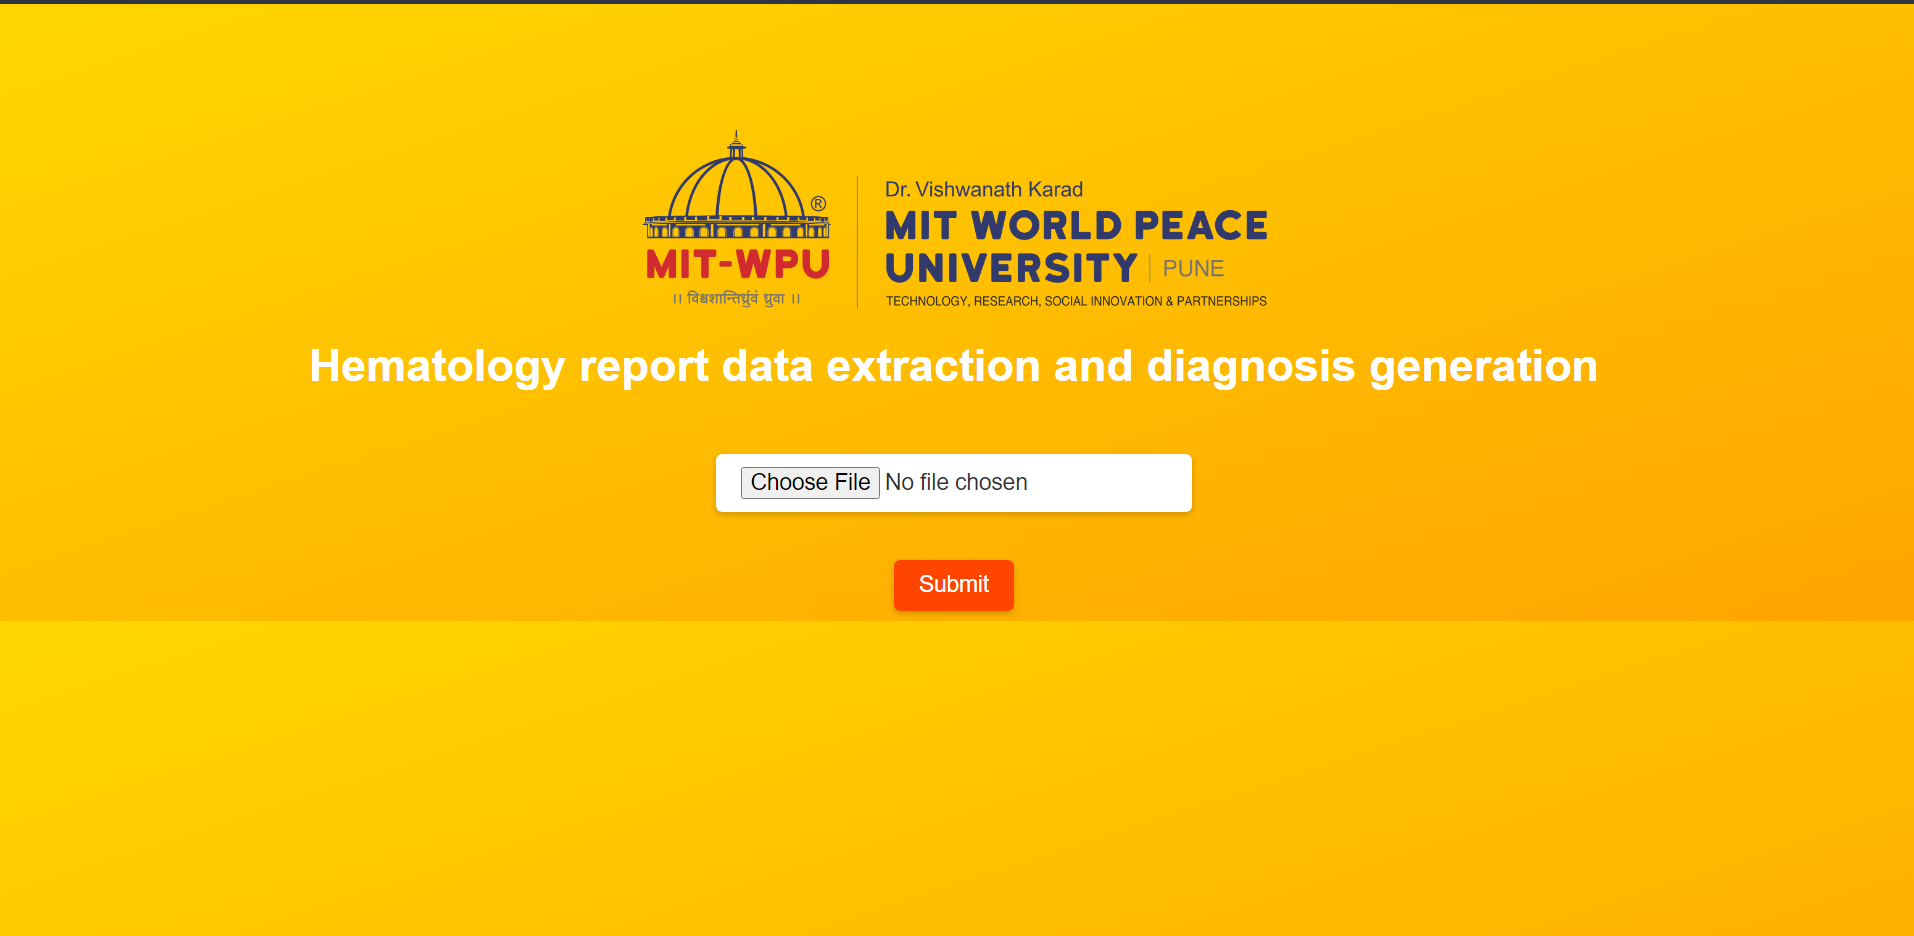 ®
MIT-WPU
।। विश्वशान्तिर्ध्रुवं ध्रुवा ।।
Dr. Vishwanath Karad
MIT WORLD PEACE
UNIVERSITY | PUNE
TECHNOLOGY, RESEARCH, SOCIAL INNOVATION & PARTNERSHIPS
Hematology report data extraction and diagnosis generation
Choose File No file chosen
Submit